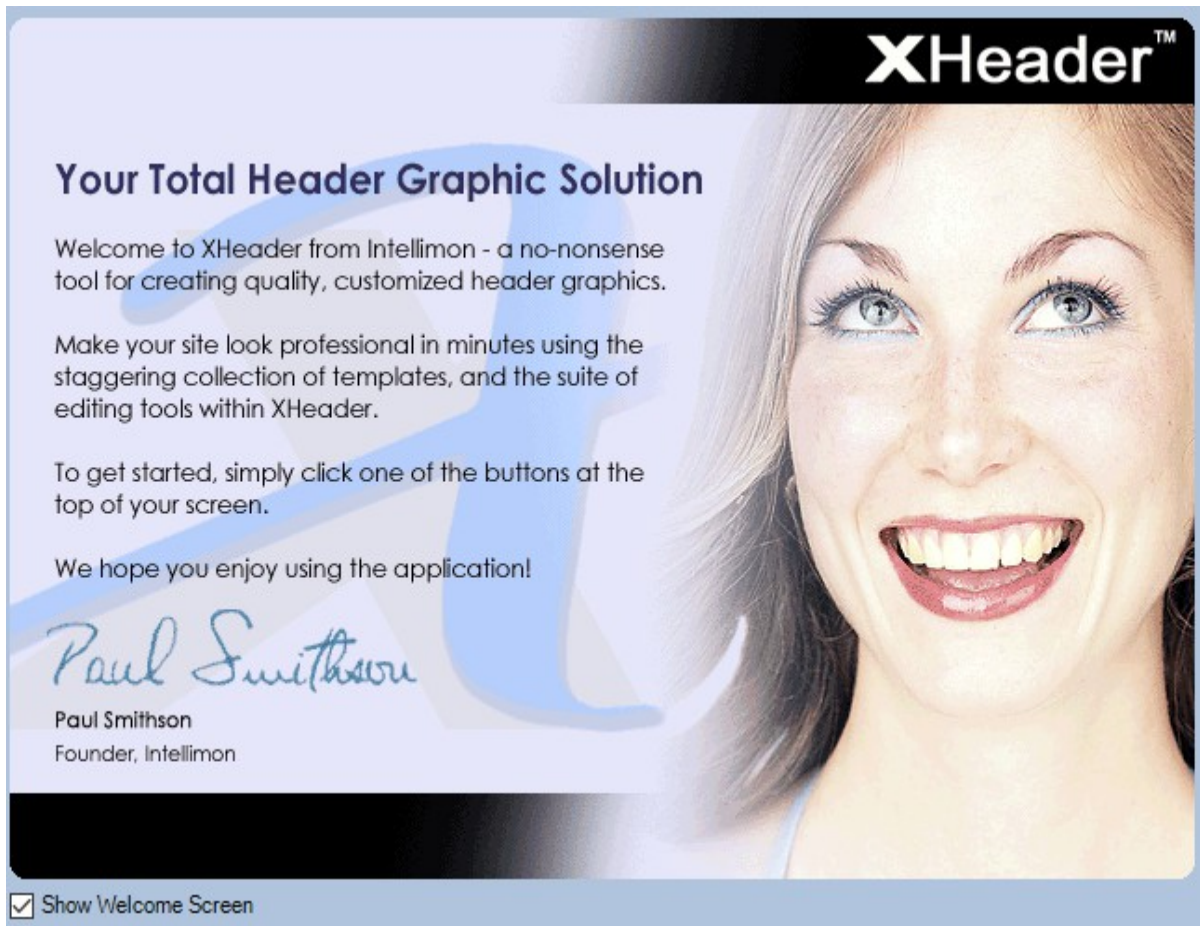 XHeader™
Your Total Header Graphic Solution
Welcome to XHeader from Intellimon - a no-nonsense
tool for creating quality, customized header graphics.
Make your site look professional in minutes using the
staggering collection of templates, and the suite of
editing tools within XHeader.
To get started, simply click one of the buttons at the
top of your screen.
We hope you enjoy using the application!
Paul Smithson
Paul Smithson
Founder, Intellimon
Show Welcome Screen